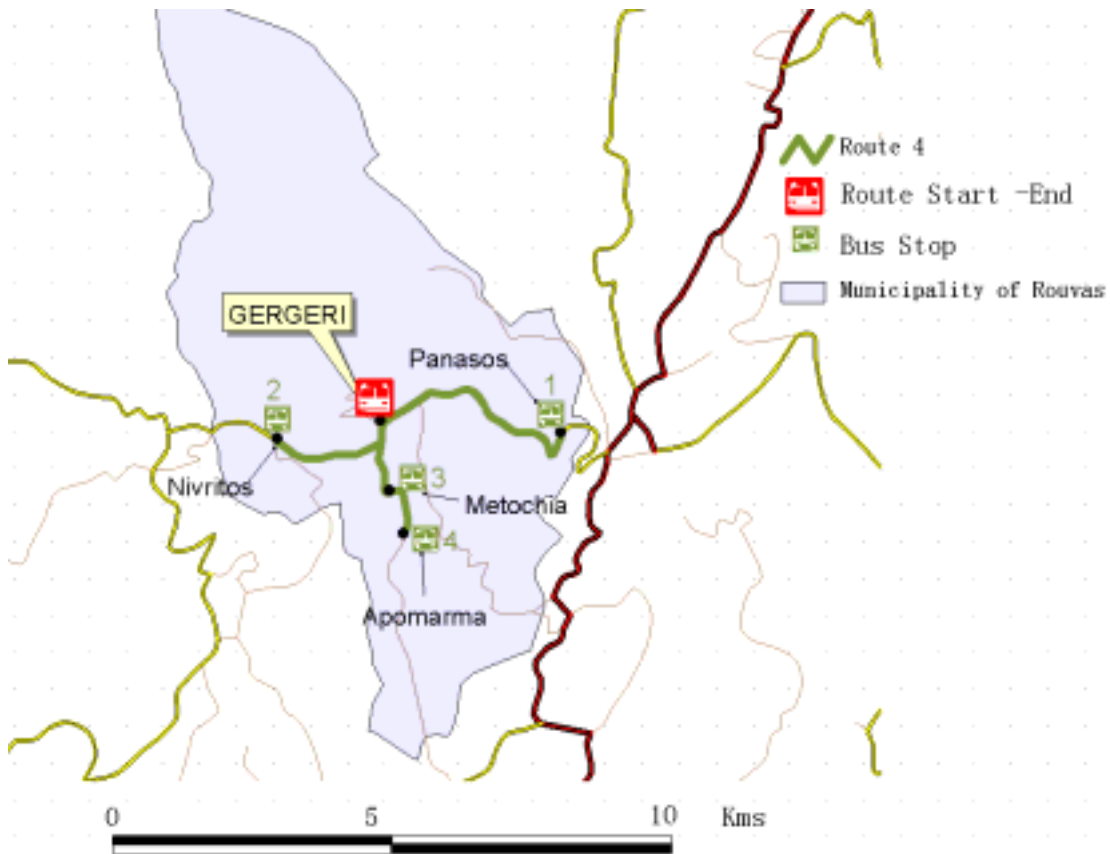 Route 4
Route Start -End
Bus Stop
Municipality of Rouvas
GERGERI
Panasos
1
2
Nivritos
3
Metochia
4
Apomarma
0 5 10 Kms